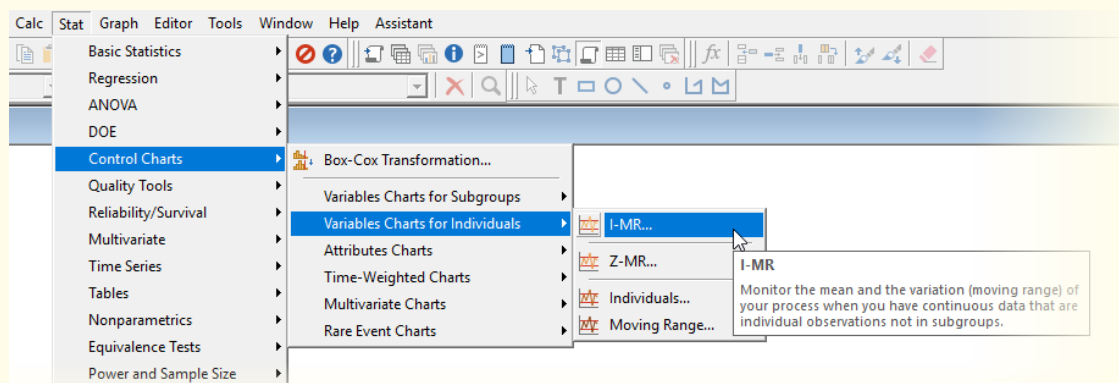 Calc Stat Graph Editor Tools Window Help Assistant
Basic Statistics
Regression
ANOVA
DOE
Control Charts
Quality Tools
Reliability/Survival
Multivariate
Time Series
Tables
Nonparametrics
Equivalence Tests
Power and Sample Size
Box-Cox Transformation...
Variables Charts for Subgroups
Variables Charts for Individuals
Attributes Charts
Time-Weighted Charts
Multivariate Charts
Rare Event Charts
I-MR...
Z-MR...
Individuals...
Moving Range...
I-MR
Monitor the mean and the variation (moving range) of
your process when you have continuous data that are
individual observations not in subgroups.
fx
T